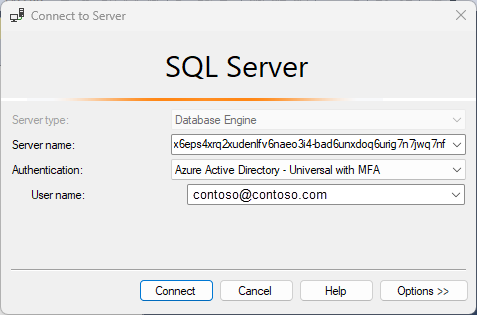 Connect to Server
SQL Server
Server type: Database Engine
Server name: x6eps4xrq2xudenlfv6naeo3i4-bad6unxdoq6urig7n7jwq7nf
Authentication: Azure Active Directory - Universal with MFA
User name: contoso@contoso.com
Connect Cancel Help Options >>